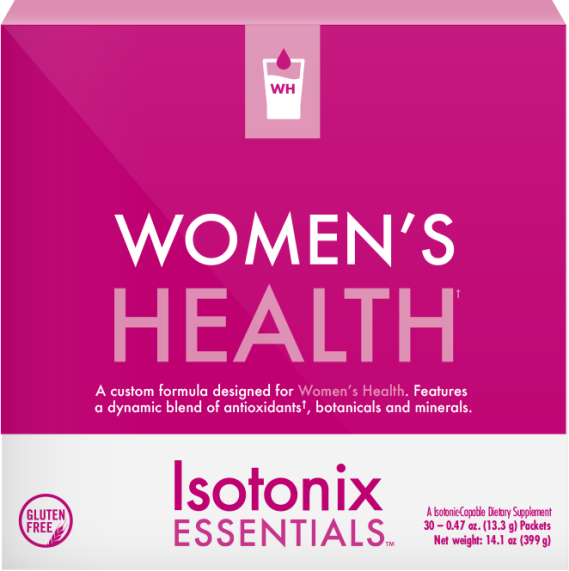 WH
WOMEN'S
HEALTH†
A custom formula designed for Women's Health. Features
a dynamic blend of antioxidants†, botanicals and minerals.
Isotonix
ESSENTIALS™
GLUTEN
FREE
A Isotonic-Capable Dietary Supplement
30 – 0.47 oz. (13.3 g) Packets
Net weight: 14.1 oz (399 g)